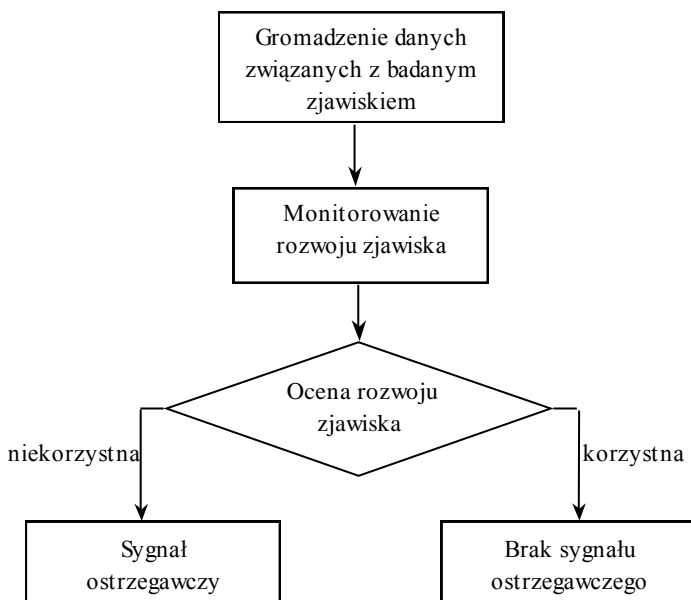 Gromadzenie danych
związanych z badanym
zjawiskiem
Monitorowanie
rozwoju zjawiska
Ocena rozwoju
zjawiska
niekorzystna
korzystna
Sygnał
ostrzegawczy
Brak sygnału
ostrzegawczego